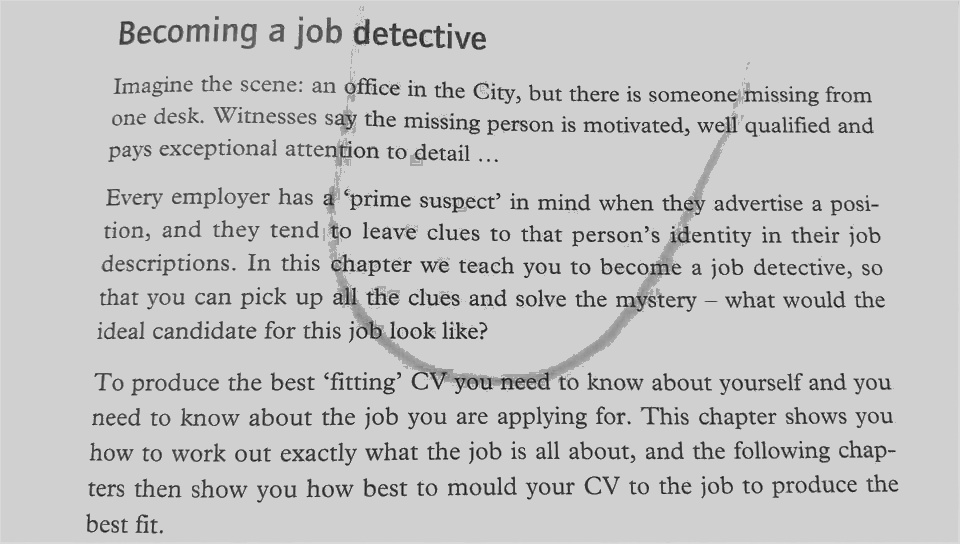 Becoming a job detective
Imagine the scene: an office in the City, but there is someone missing from
one desk. Witnesses say the missing person is motivated, well qualified and
pays exceptional attention to detail …
Every employer has a ‘prime suspect’ in mind when they advertise a posi-
tion, and they tend to leave clues to that person’s identity in their job
descriptions. In this chapter we teach you to become a job detective, so
that you can pick up all the clues and solve the mystery – what would the
ideal candidate for this job look like?
To produce the best ‘fitting’ CV you need to know about yourself and you
need to know about the job you are applying for. This chapter shows you
how to work out exactly what the job is all about, and the following chap-
ters then show you how best to mould your CV to the job to produce the
best fit.